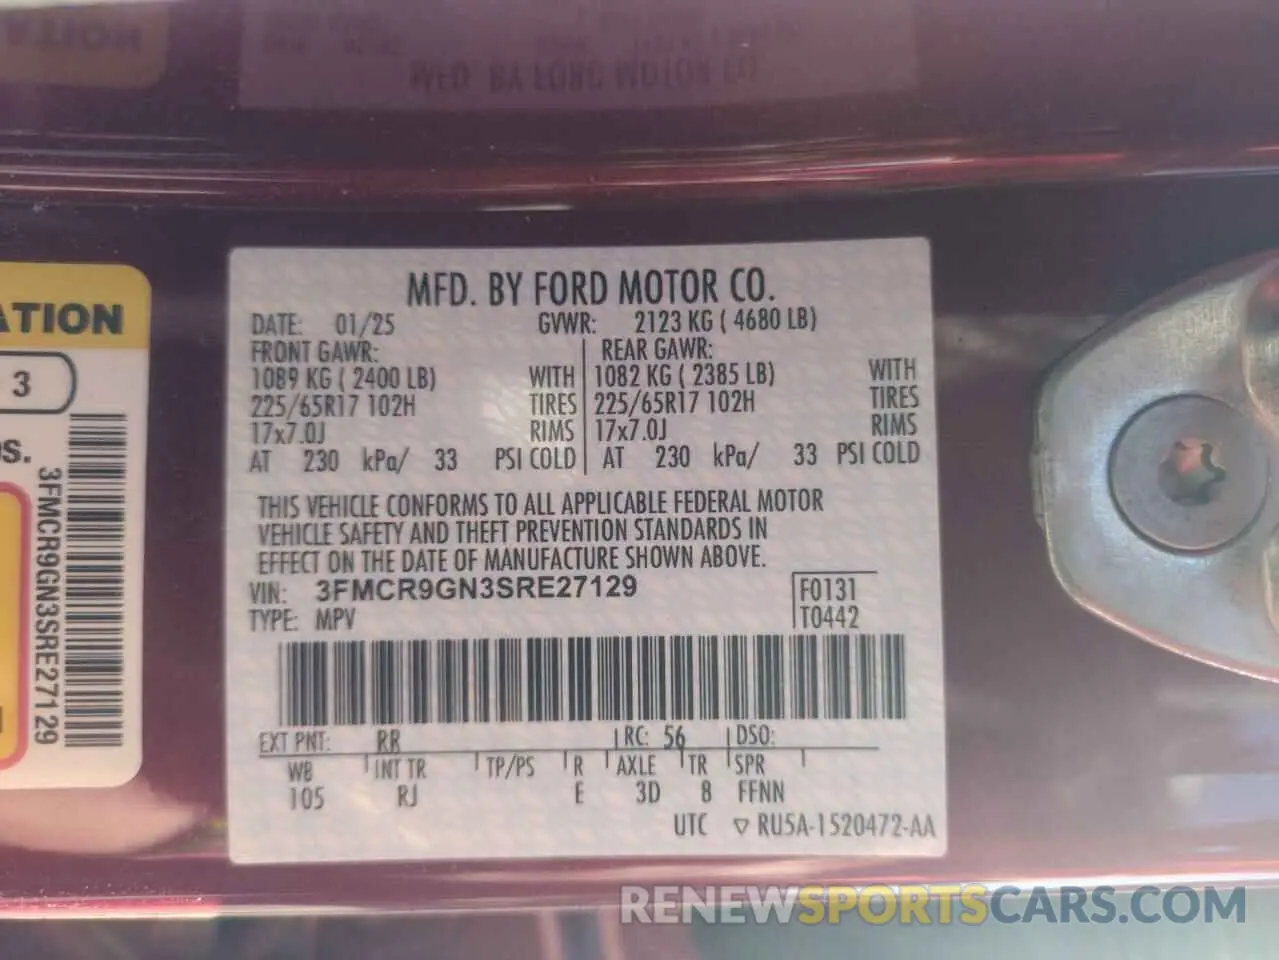 MFD. BY FORD MOTOR CO.
DATE: 01/25 GVWR: 2123 KG ( 4680 LB)
FRONT GAWR: REAR GAWR:
1089 KG ( 2400 LB) WITH 1082 KG ( 2385 LB) WITH
225/65R17 102H TIRES 225/65R17 102H TIRES
17x7.0J RIMS 17x7.0J RIMS
AT 230 kPa/ 33 PSI COLD AT 230 kPa/ 33 PSI COLD
THIS VEHICLE CONFORMS TO ALL APPLICABLE FEDERAL MOTOR
VEHICLE SAFETY AND THEFT PREVENTION STANDARDS IN
EFFECT ON THE DATE OF MANUFACTURE SHOWN ABOVE.
VIN: 3FMCR9GN3SRE27129 F0131
TYPE: MPV T0442
EXT PNT: RR RC: 56 DSO:
WB INT TR TP/PS R AXLE TR SPR
105 RJ E 3D 8 FFNN
UTC ▽ RU5A-1520472-AA
3
3FMCR9GN3SRE27129
RENEWSPORTSCARS.COM